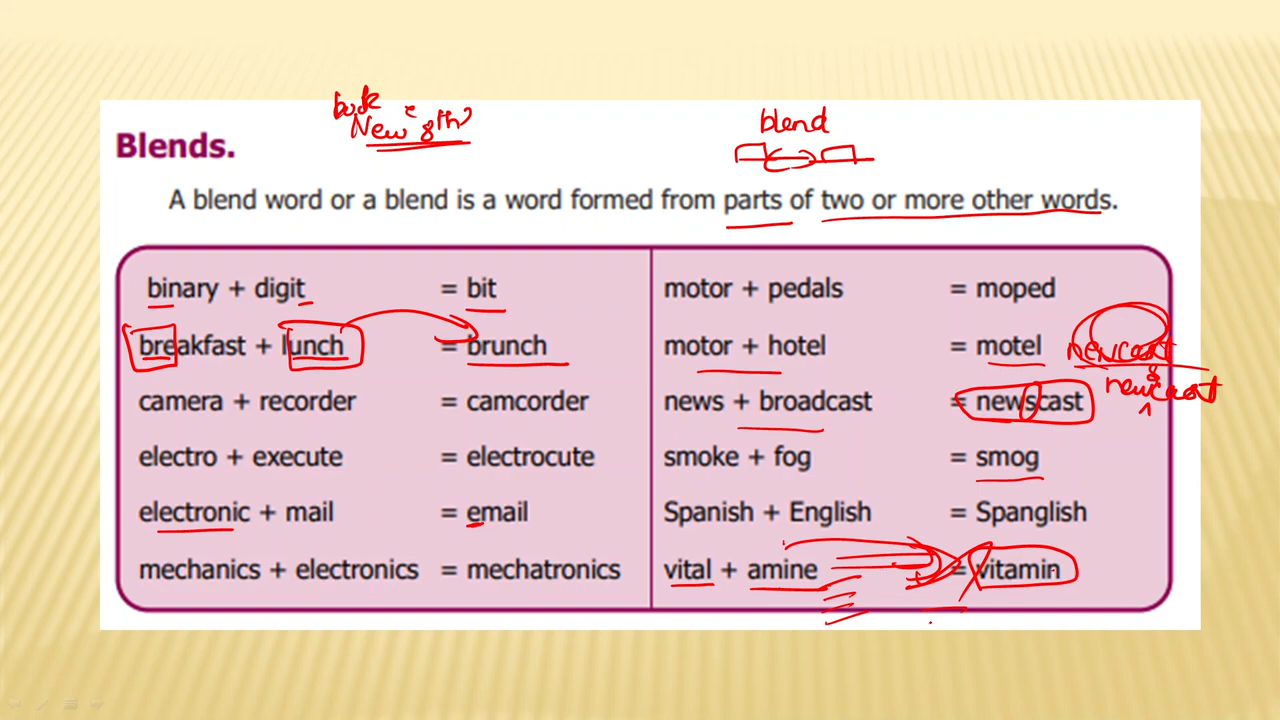 book
New 8th
blend
Blends.
A blend word or a blend is a word formed from parts of two or more other words.
binary + digit = bit
breakfast + lunch = brunch
camera + recorder = camcorder
electro + execute = electrocute
electronic + mail = email
mechanics + electronics = mechatronics
motor + pedals = moped
motor + hotel = motel
newcast
news + broadcast = newscast
newscast
smoke + fog = smog
Spanish + English = Spanglish
vital + amine = vitamin